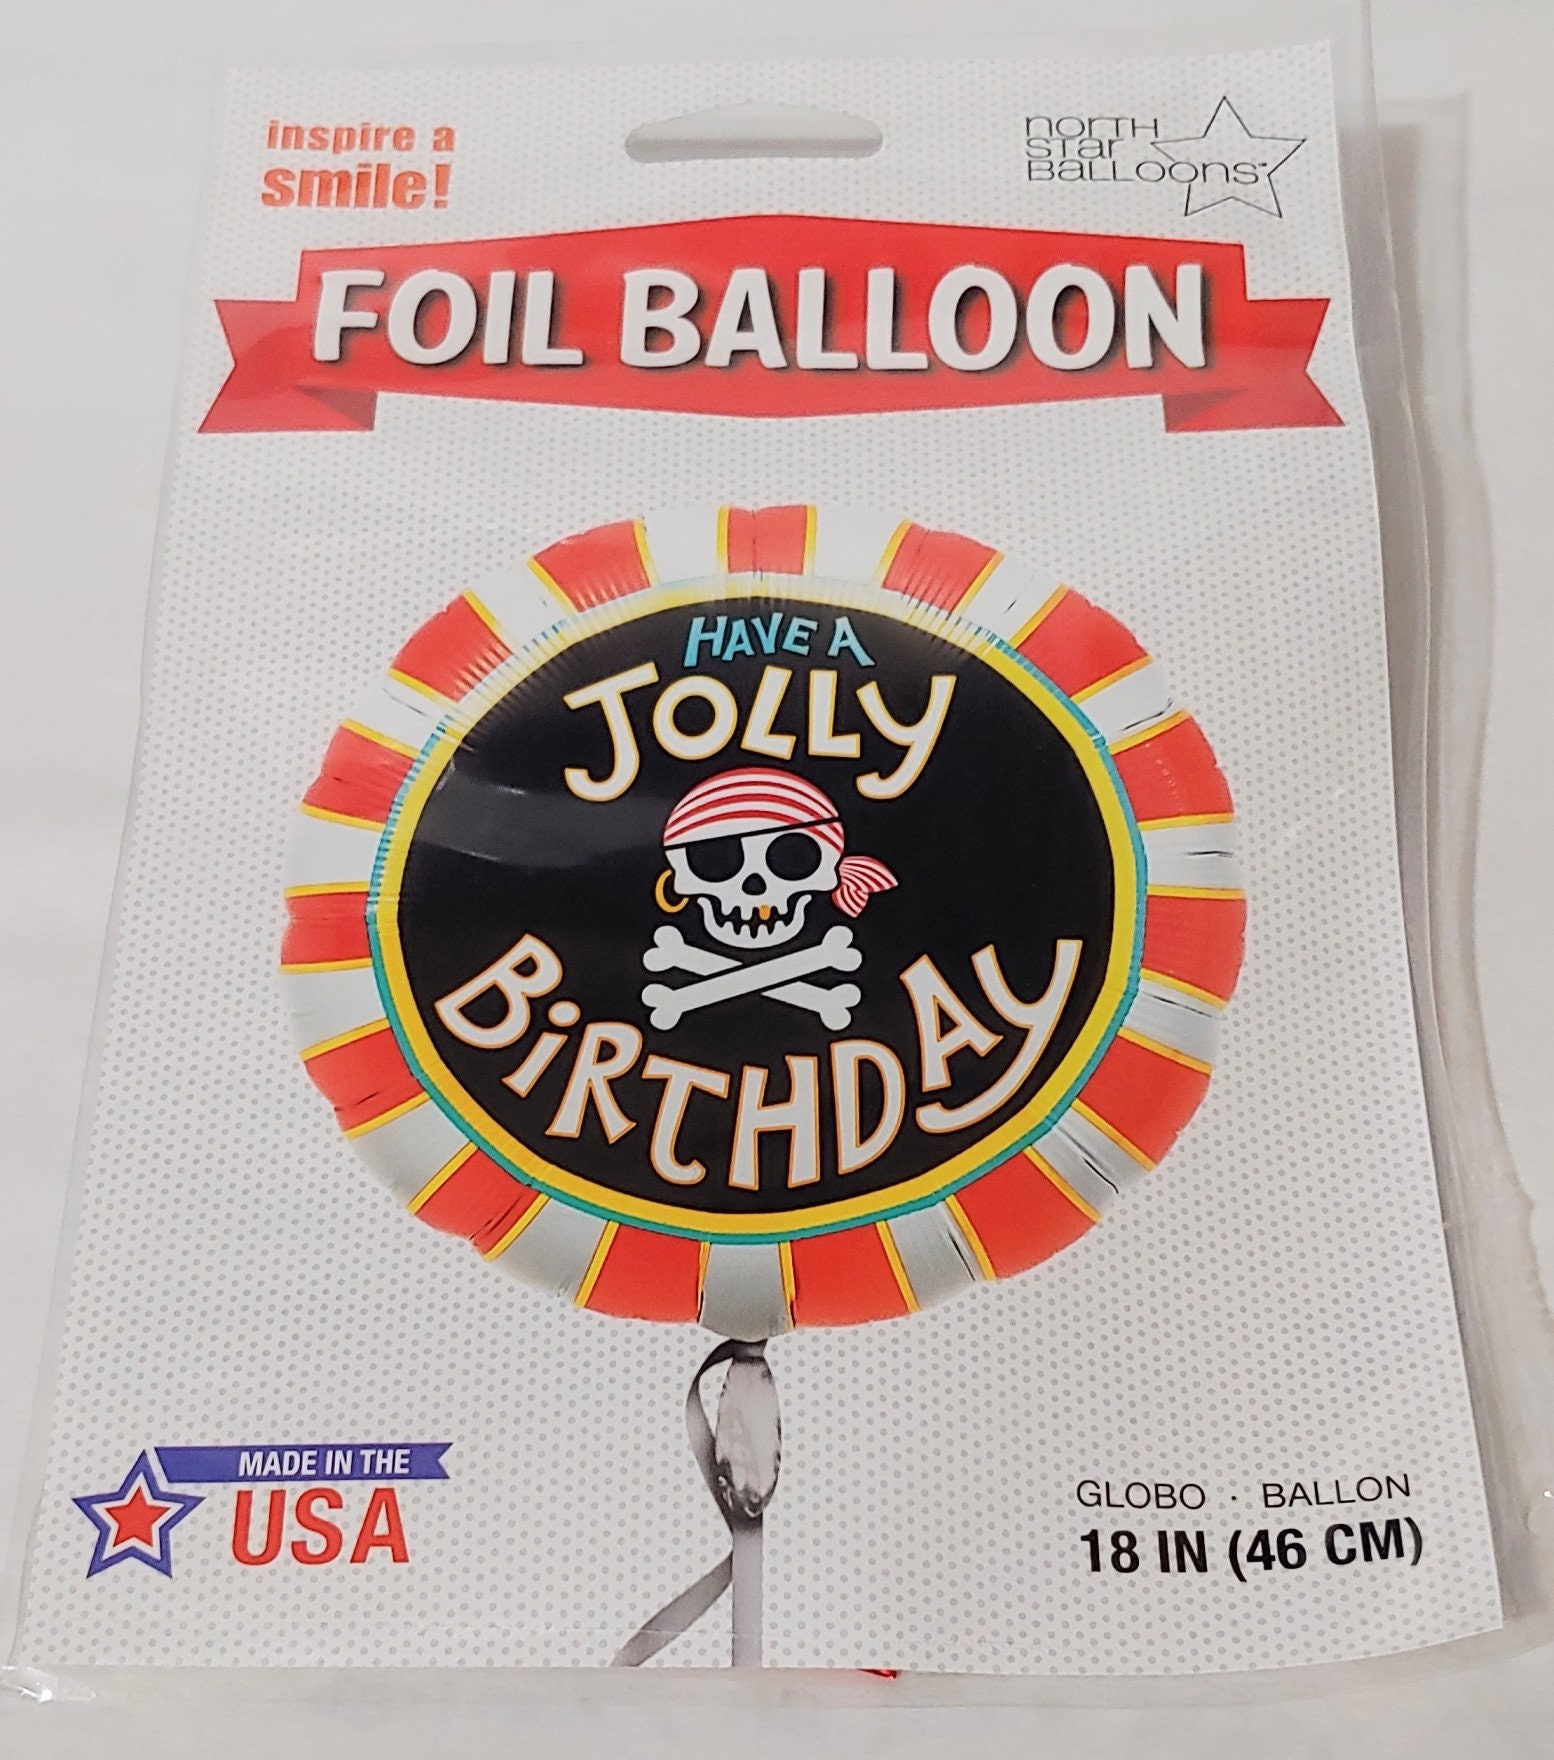 inspire a
smile!
north
star
balloons™
FOIL BALLOON
HAVE A
JOLLY
BiRTHDAY
MADE IN THE
USA
GLOBO · BALLON
18 IN (46 CM)